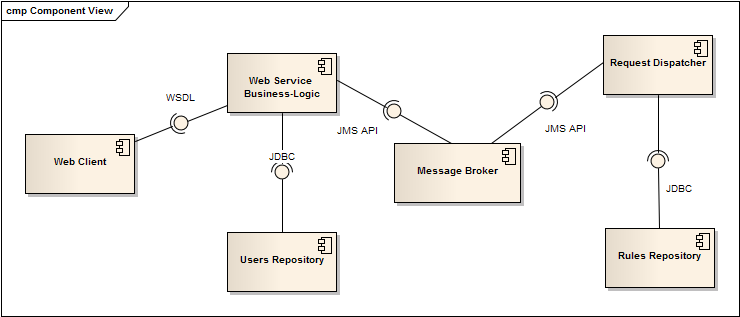 cmp Component View
Request Dispatcher
Web Service
Business-Logic
WSDL
JMS API
JMS API
JDBC
Web Client
Message Broker
JDBC
Users Repository
Rules Repository